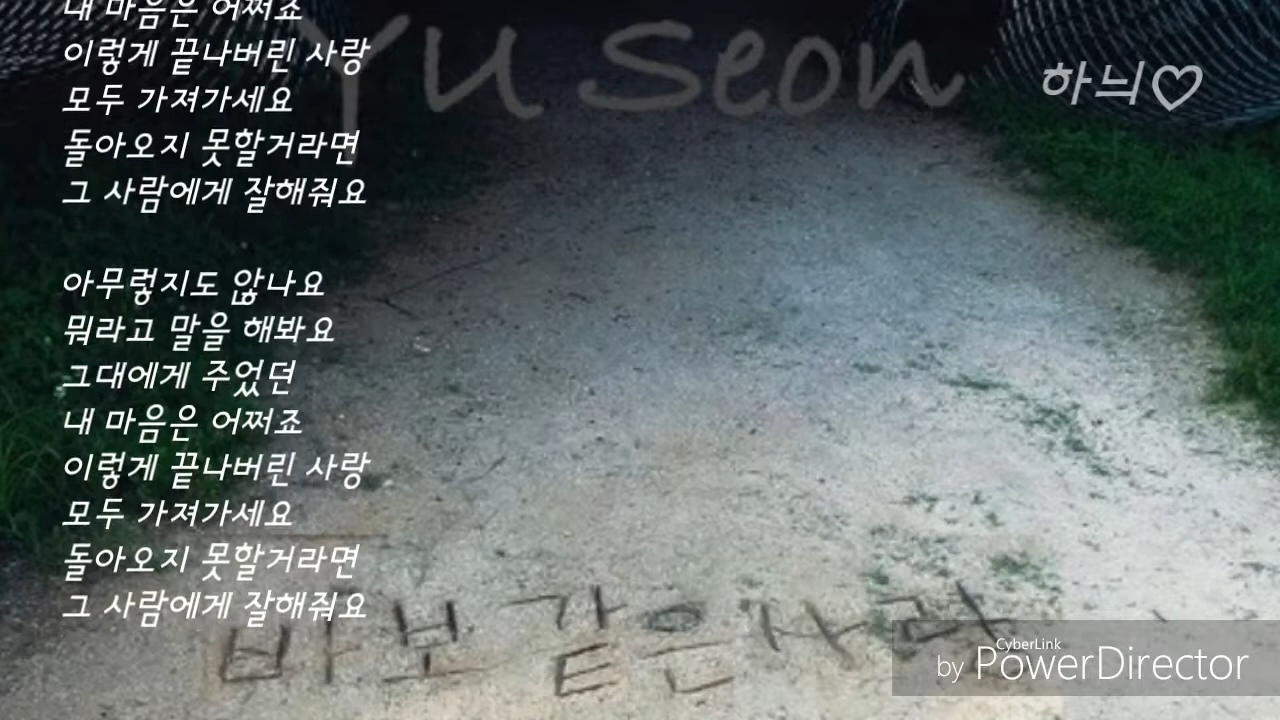 내 마음은 어쩌죠
이렇게 끝나버린 사랑
모두 가져가세요
돌아오지 못할거라면
그 사람에게 잘해줘요
아무렇지도 않나요
뭐라고 말을 해봐요
그대에게 주었던
내 마음은 어쩌죠
이렇게 끝나버린 사랑
모두 가져가세요
돌아오지 못할거라면
그 사람에게 잘해줘요
Yu Seon
하늬♡
바보 같은 사랑
CyberLink
by PowerDirector